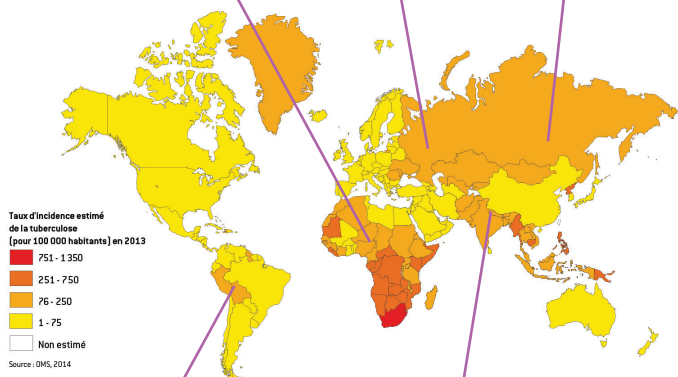 Taux d'incidence estimé
de la tuberculose
(pour 100 000 habitants) en 2013
751 - 1 350
251 - 750
76 - 250
1 - 75
Non estimé
Source : OMS, 2014